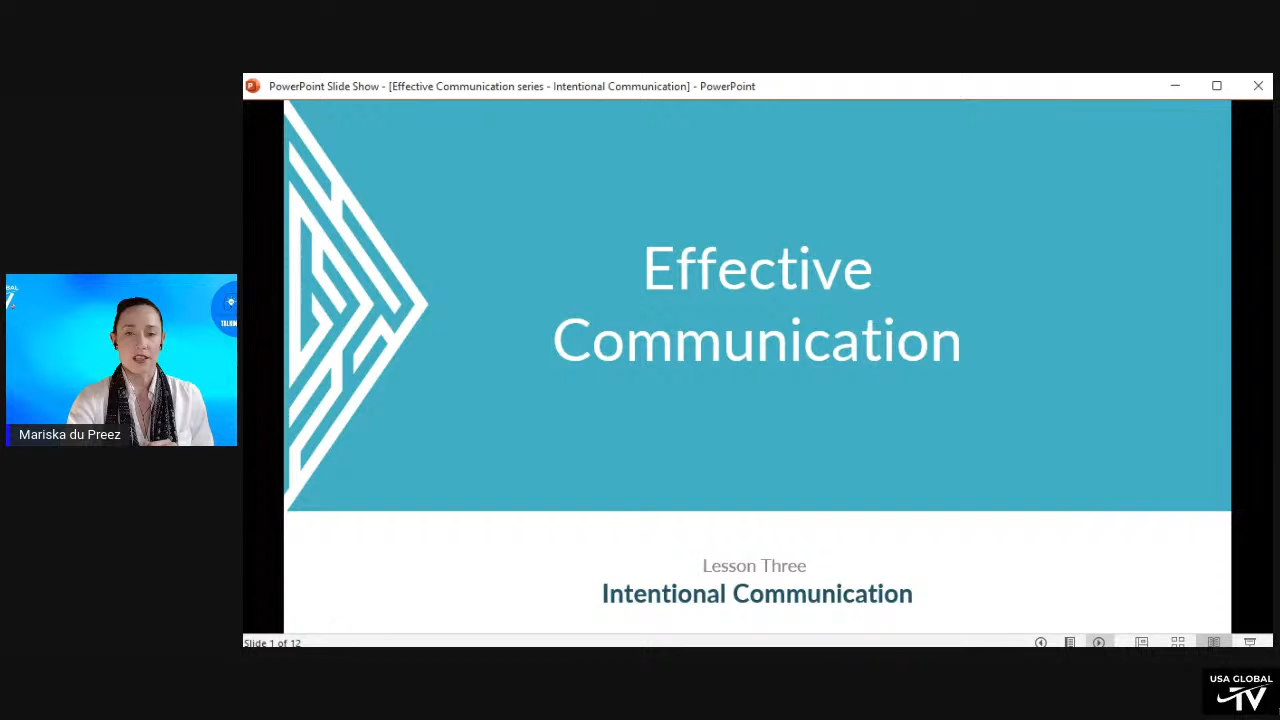 PowerPoint Slide Show - [Effective Communication series - Intentional Communication] - PowerPoint
Effective
Communication
TALKIN
Mariska du Preez
Lesson Three
Intentional Communication
Slide 1 of 12
USA GLOBAL
TV